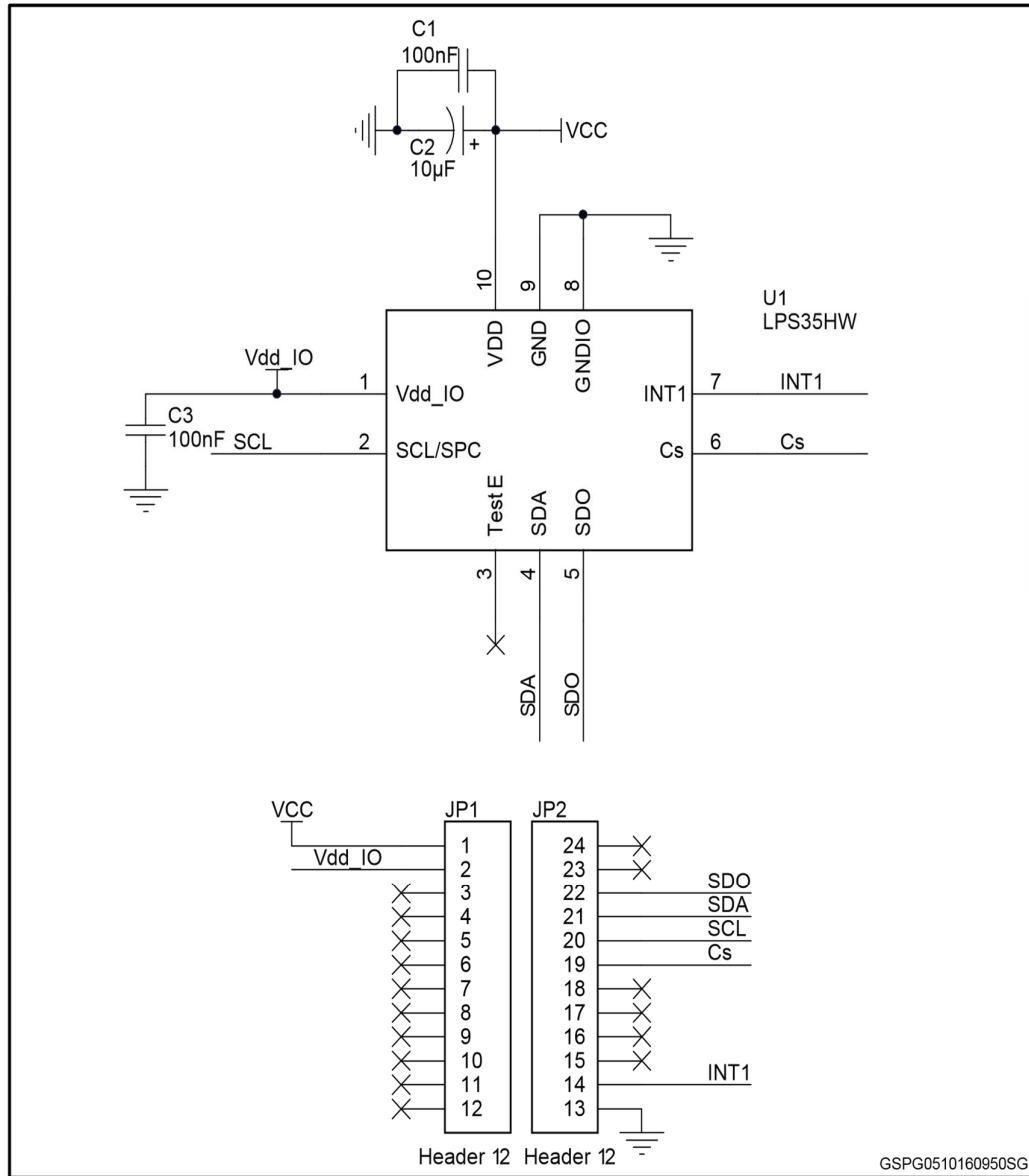 C1
100nF
C2
10µF
+
VCC
10
9
8
VDD
GND
GNDIO
U1
LPS35HW
Vdd_IO
1
Vdd_IO
INT1
7
INT1
C3
100nF
SCL
2
SCL/SPC
Cs
6
Cs
Test E
SDA
SDO
3
4
5
SDA
SDO
VCC
JP1
JP2
1
24
Vdd_IO
2
23
3
22
SDO
4
21
SDA
5
20
SCL
6
19
Cs
7
18
8
17
9
16
10
15
11
14
INT1
12
13
Header 12
Header 12
GSPG0510160950SG